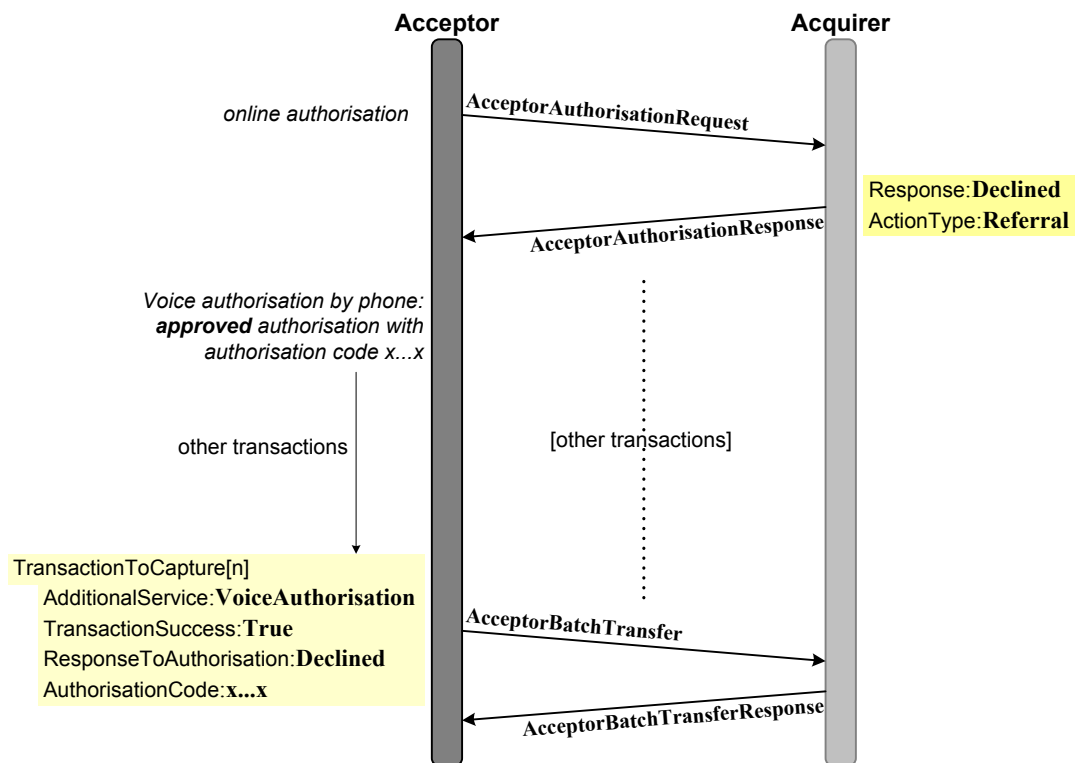 Acceptor
Acquirer
online authorisation
AcceptorAuthorisationRequest
Response:Declined
ActionType:Referral
AcceptorAuthorisationResponse
Voice authorisation by phone:
approved authorisation with
authorisation code x...x
other transactions
[other transactions]
TransactionToCapture[n]
AdditionalService:VoiceAuthorisation
TransactionSuccess:True
ResponseToAuthorisation:Declined
AuthorisationCode:x...x
AcceptorBatchTransfer
AcceptorBatchTransferResponse